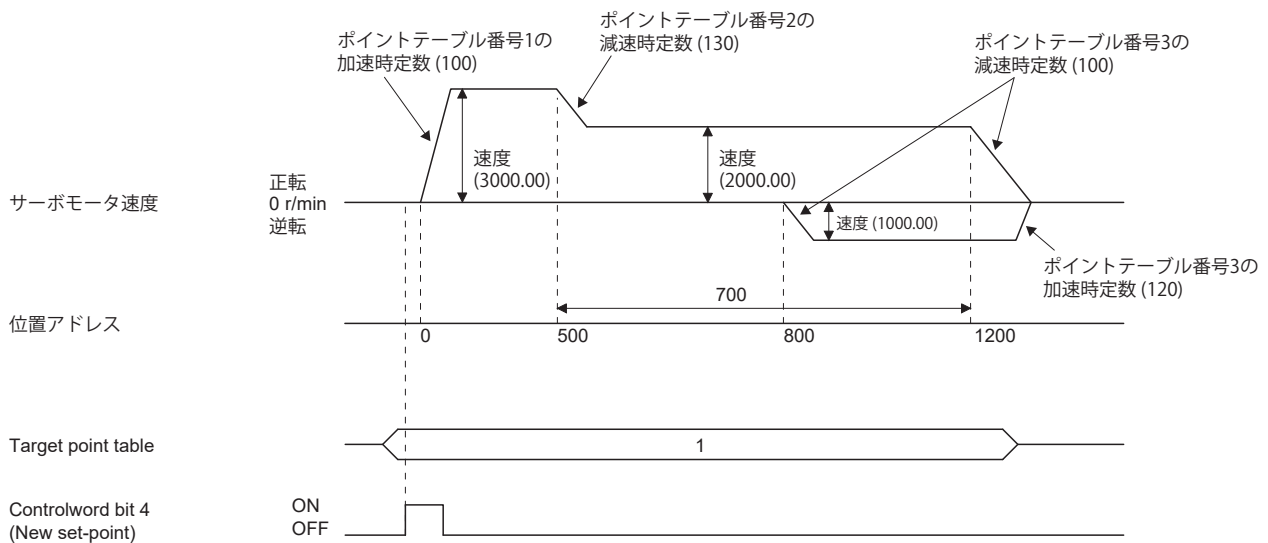 ポイントテーブル番号1の
加速時定数 (100)
ポイントテーブル番号2の
減速時定数 (130)
ポイントテーブル番号3の
減速時定数 (100)
サーボモータ速度
正転
0 r/min
逆転
速度
(3000.00)
速度
(2000.00)
速度 (1000.00)
ポイントテーブル番号3の
加速時定数 (120)
700
位置アドレス
0
500
800
1200
Target point table
1
Controlword bit 4
(New set-point)
ON
OFF